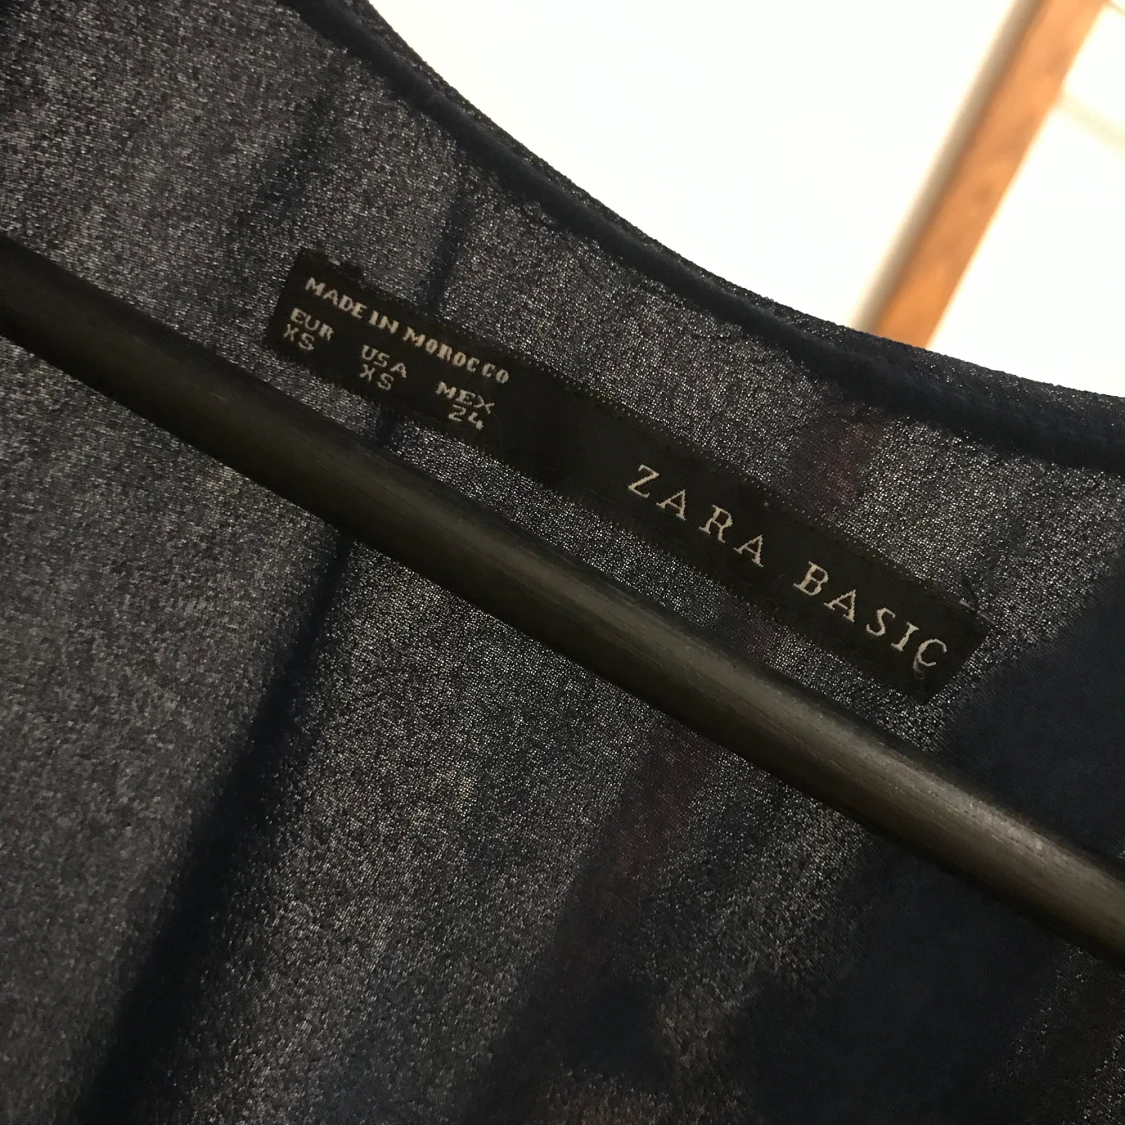 MADE IN MOROCCO
EUR USA MEX
XS XS 24
ZARA BASIC